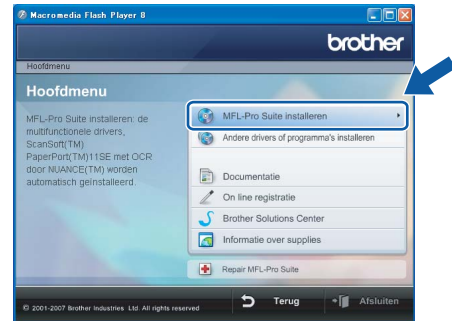 Macromedia Flash Player 8
brother
Hoofdmenu
Hoofdmenu
MFL-Pro Suite installeren: de
multifunctionele drivers,
ScanSoft(TM)
PaperPort(TM)11SE met OCR
door NUANCE(TM) worden
automatisch geïnstalleerd.
MFL-Pro Suite installeren
Andere drivers of programma's installeren
Documentatie
On line registratie
Brother Solutions Center
Informatie over supplies
Repair MFL-Pro Suite
© 2001-2007 Brother Industries Ltd. All rights reserved
Terug
Afsluiten